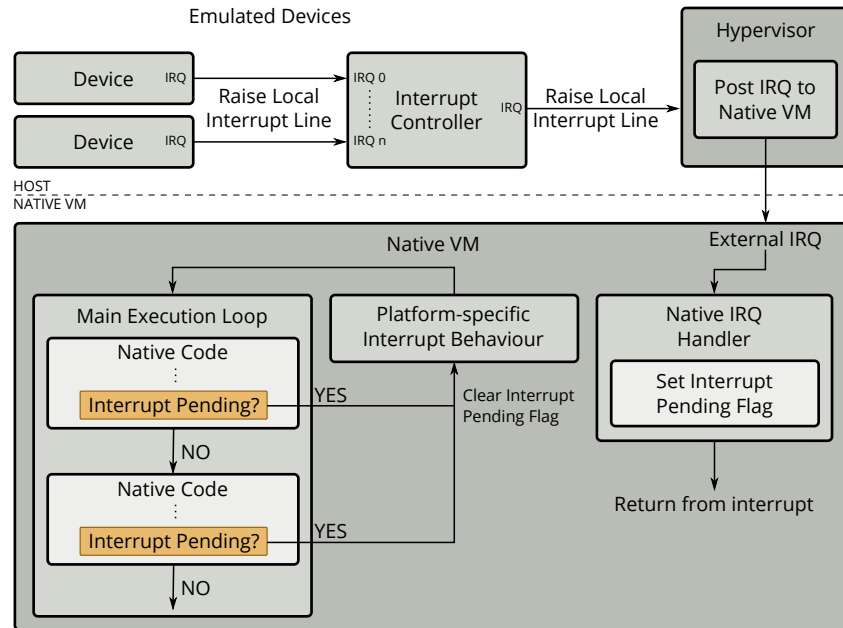 Emulated Devices
Hypervisor
Device
IRQ
Raise Local
Interrupt Line
Device
IRQ
IRQ 0
IRQ n
Interrupt
Controller
IRQ
Raise Local
Interrupt Line
Post IRQ to
Native VM
HOST
NATIVE VM
Native VM
External IRQ
Main Execution Loop
Native Code
Interrupt Pending?
YES
NO
Native Code
Interrupt Pending?
YES
NO
Platform-specific
Interrupt Behaviour
Clear Interrupt
Pending Flag
Native IRQ
Handler
Set Interrupt
Pending Flag
Return from interrupt